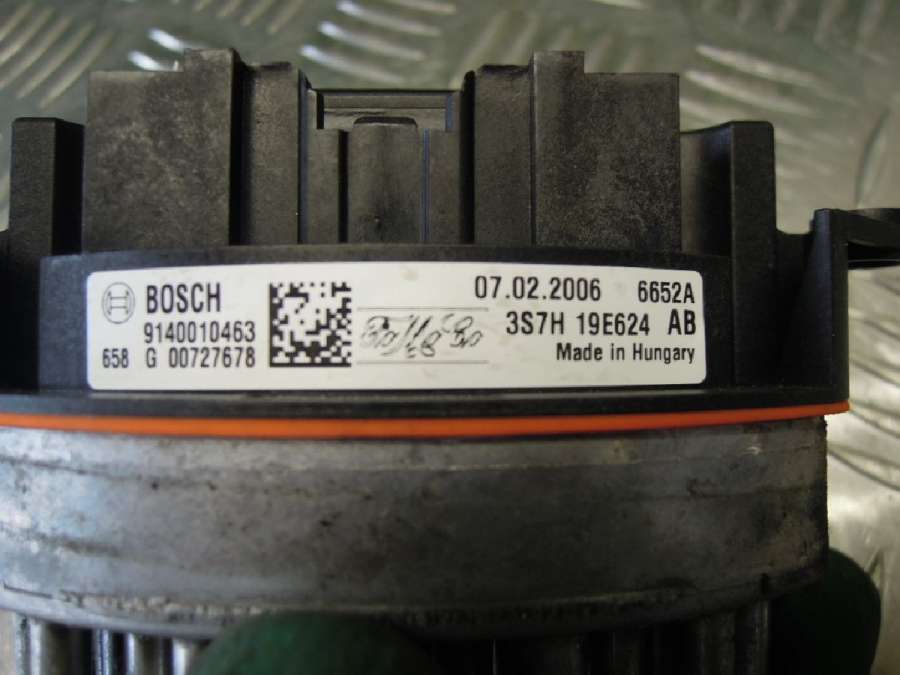 BOSCH
9140010463
658 G 00727678
07.02.2006 6652A
3S7H 19E624 AB
Made in Hungary